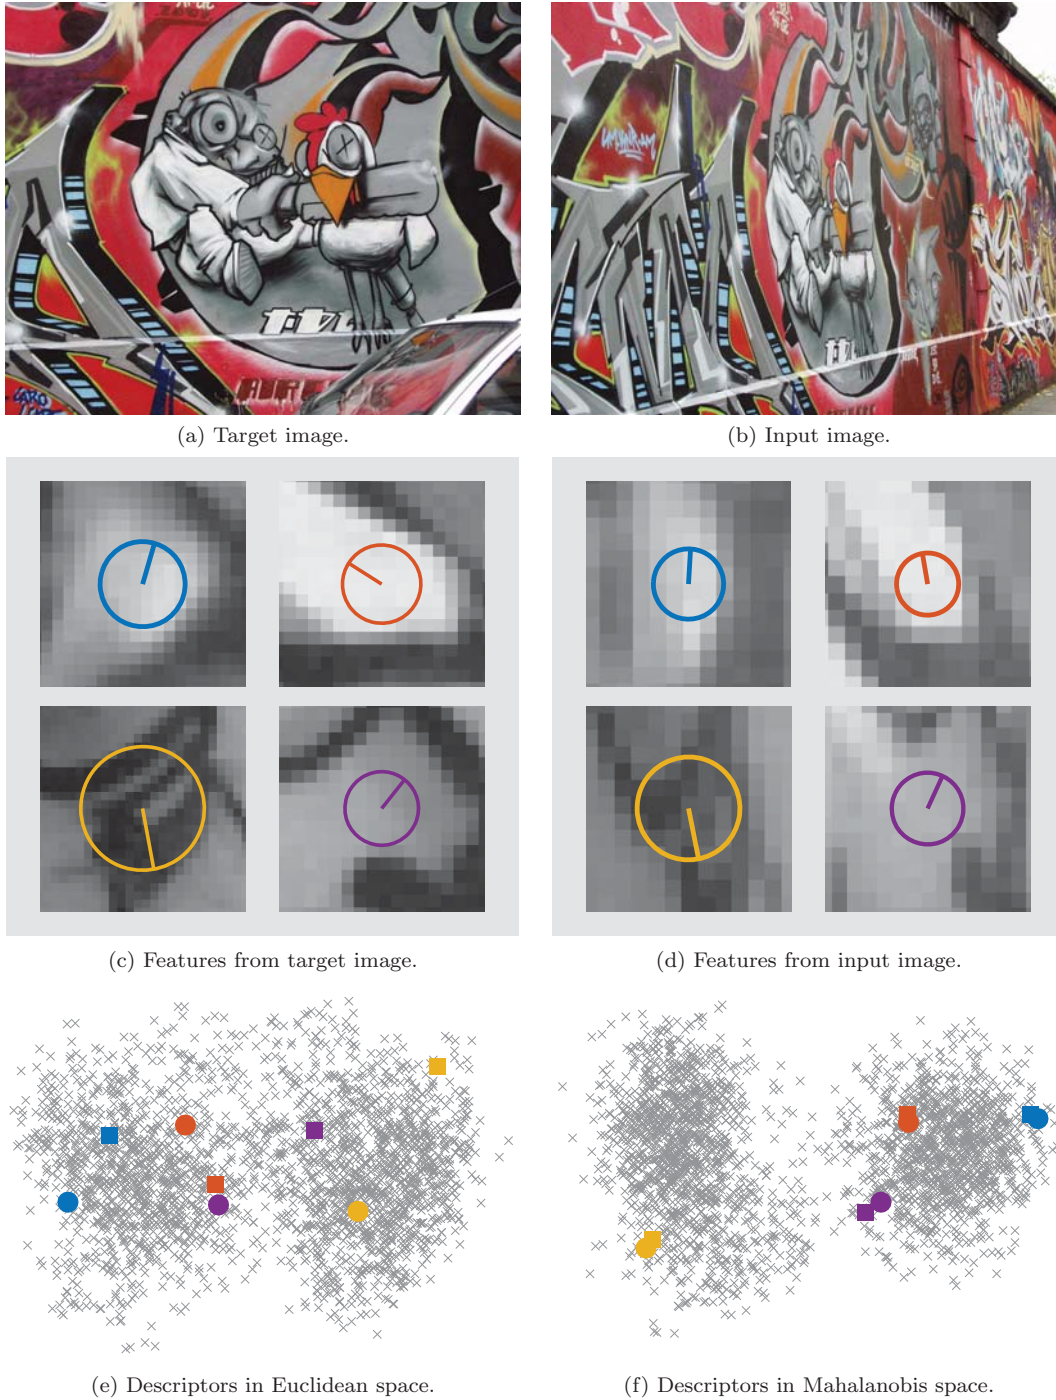 (a) Target image.
(b) Input image.
(c) Features from target image.
(d) Features from input image.
(e) Descriptors in Euclidean space.
(f) Descriptors in Mahalanobis space.